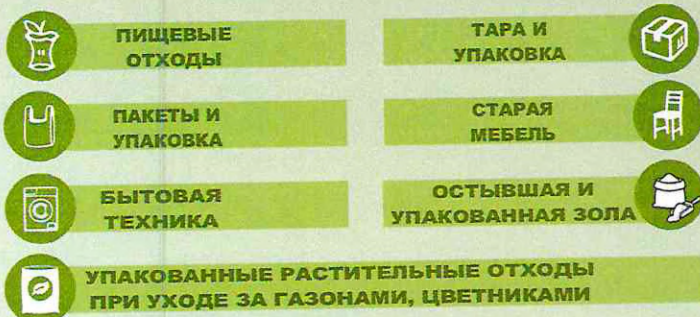 ПИЩЕВЫЕ
ОТХОДЫ
ТАРА И
УПАКОВКА
ПАКЕТЫ И
УПАКОВКА
СТАРАЯ
МЕБЕЛЬ
БЫТОВАЯ
ТЕХНИКА
ОСТЫВШАЯ И
УПАКОВАННАЯ ЗОЛА
УПАКОВАННЫЕ РАСТИТЕЛЬНЫЕ ОТХОДЫ
ПРИ УХОДЕ ЗА ГАЗОНАМИ, ЦВЕТНИКАМИ